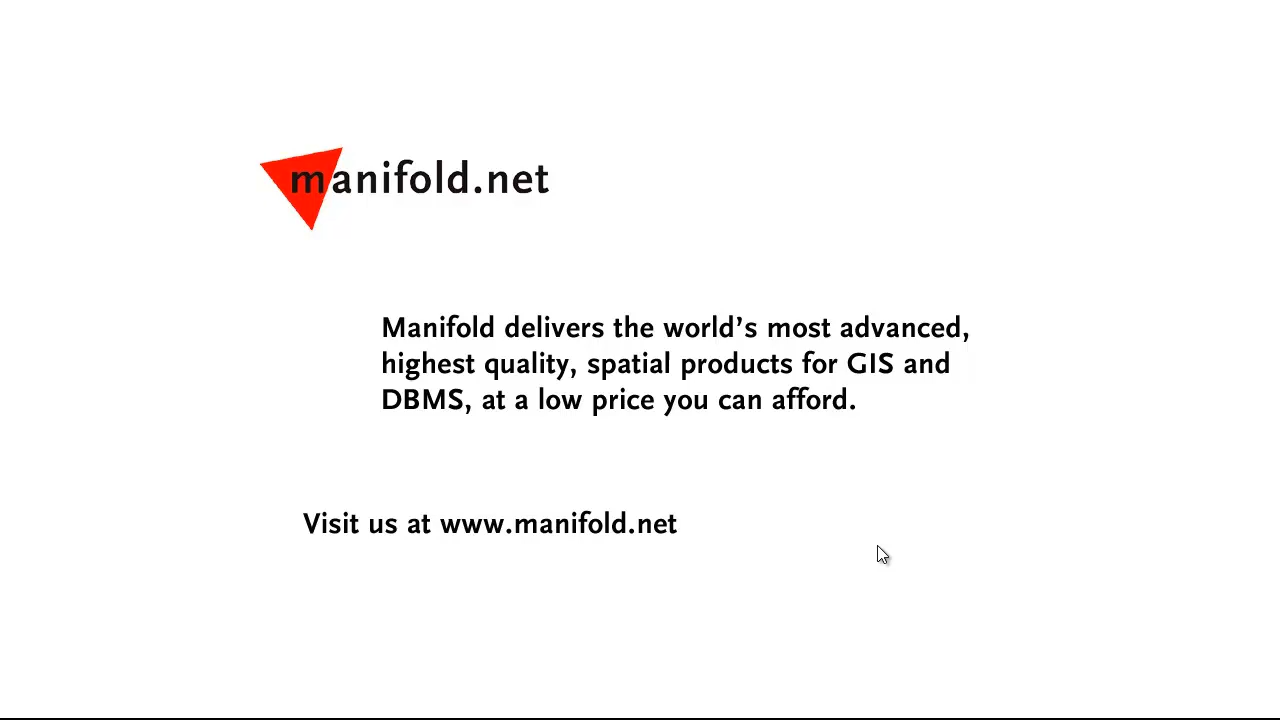 manifold.net
Manifold delivers the world’s most advanced,
highest quality, spatial products for GIS and
DBMS, at a low price you can afford.
Visit us at www.manifold.net